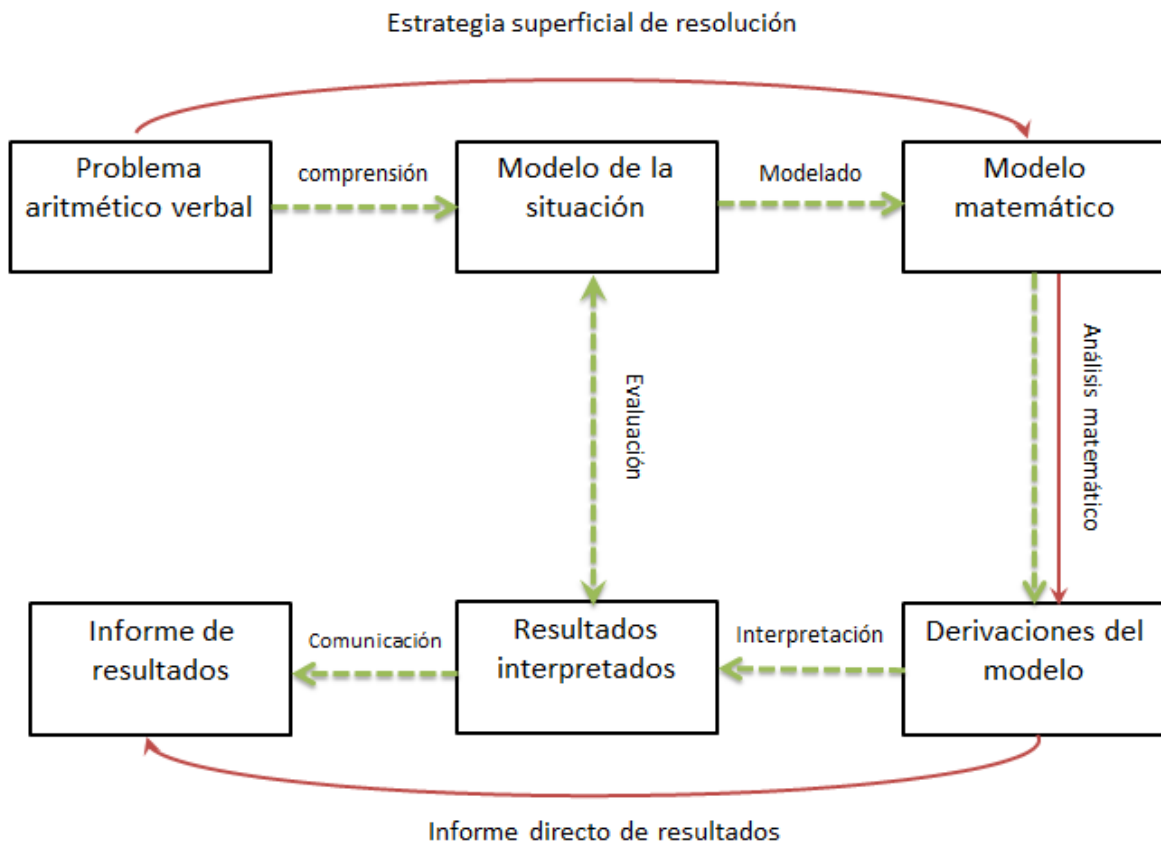 Estrategia superficial de resolución
Problema
aritmético verbal
comprensión
Modelo de la
situación
Modelado
Modelo
matemático
Evaluación
Análisis matemático
Informe de
resultados
Comunicación
Resultados
interpretados
Interpretación
Derivaciones del
modelo
Informe directo de resultados